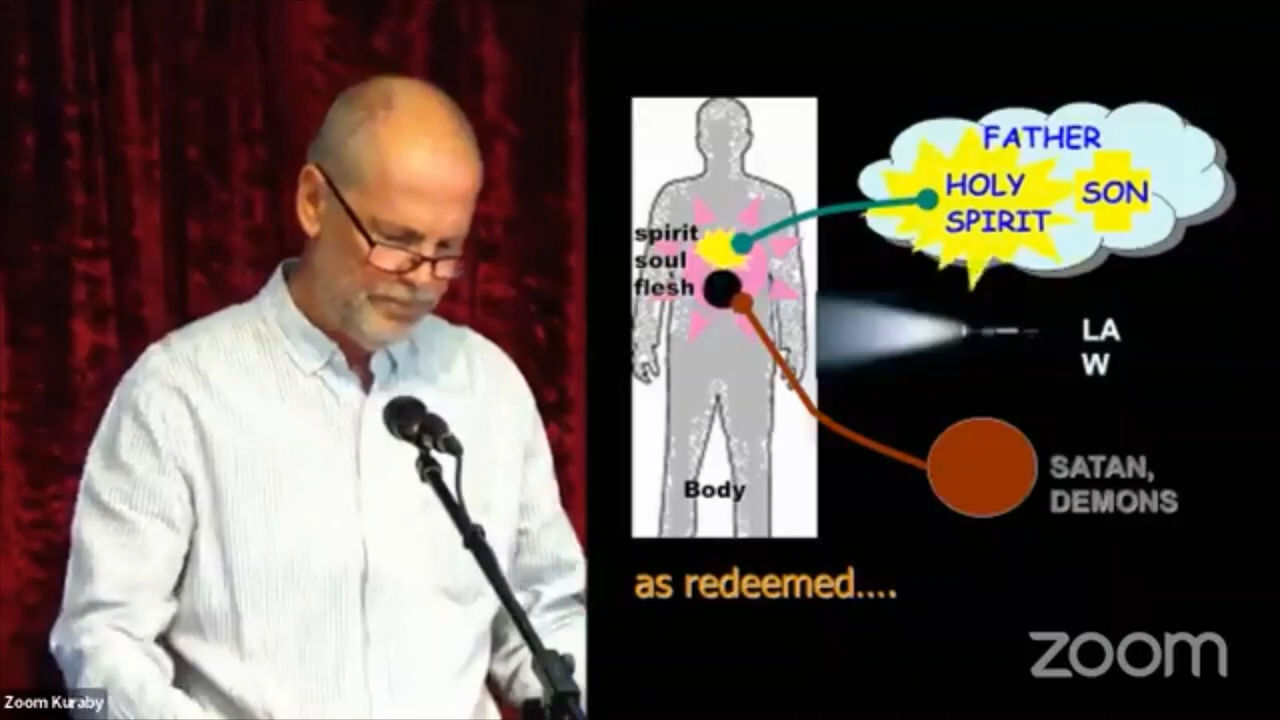 FATHER
HOLY
SPIRIT
SON
spirit
soul
flesh
LA
W
SATAN,
DEMONS
Body
as redeemed....
zoom
Zoom Kuraby